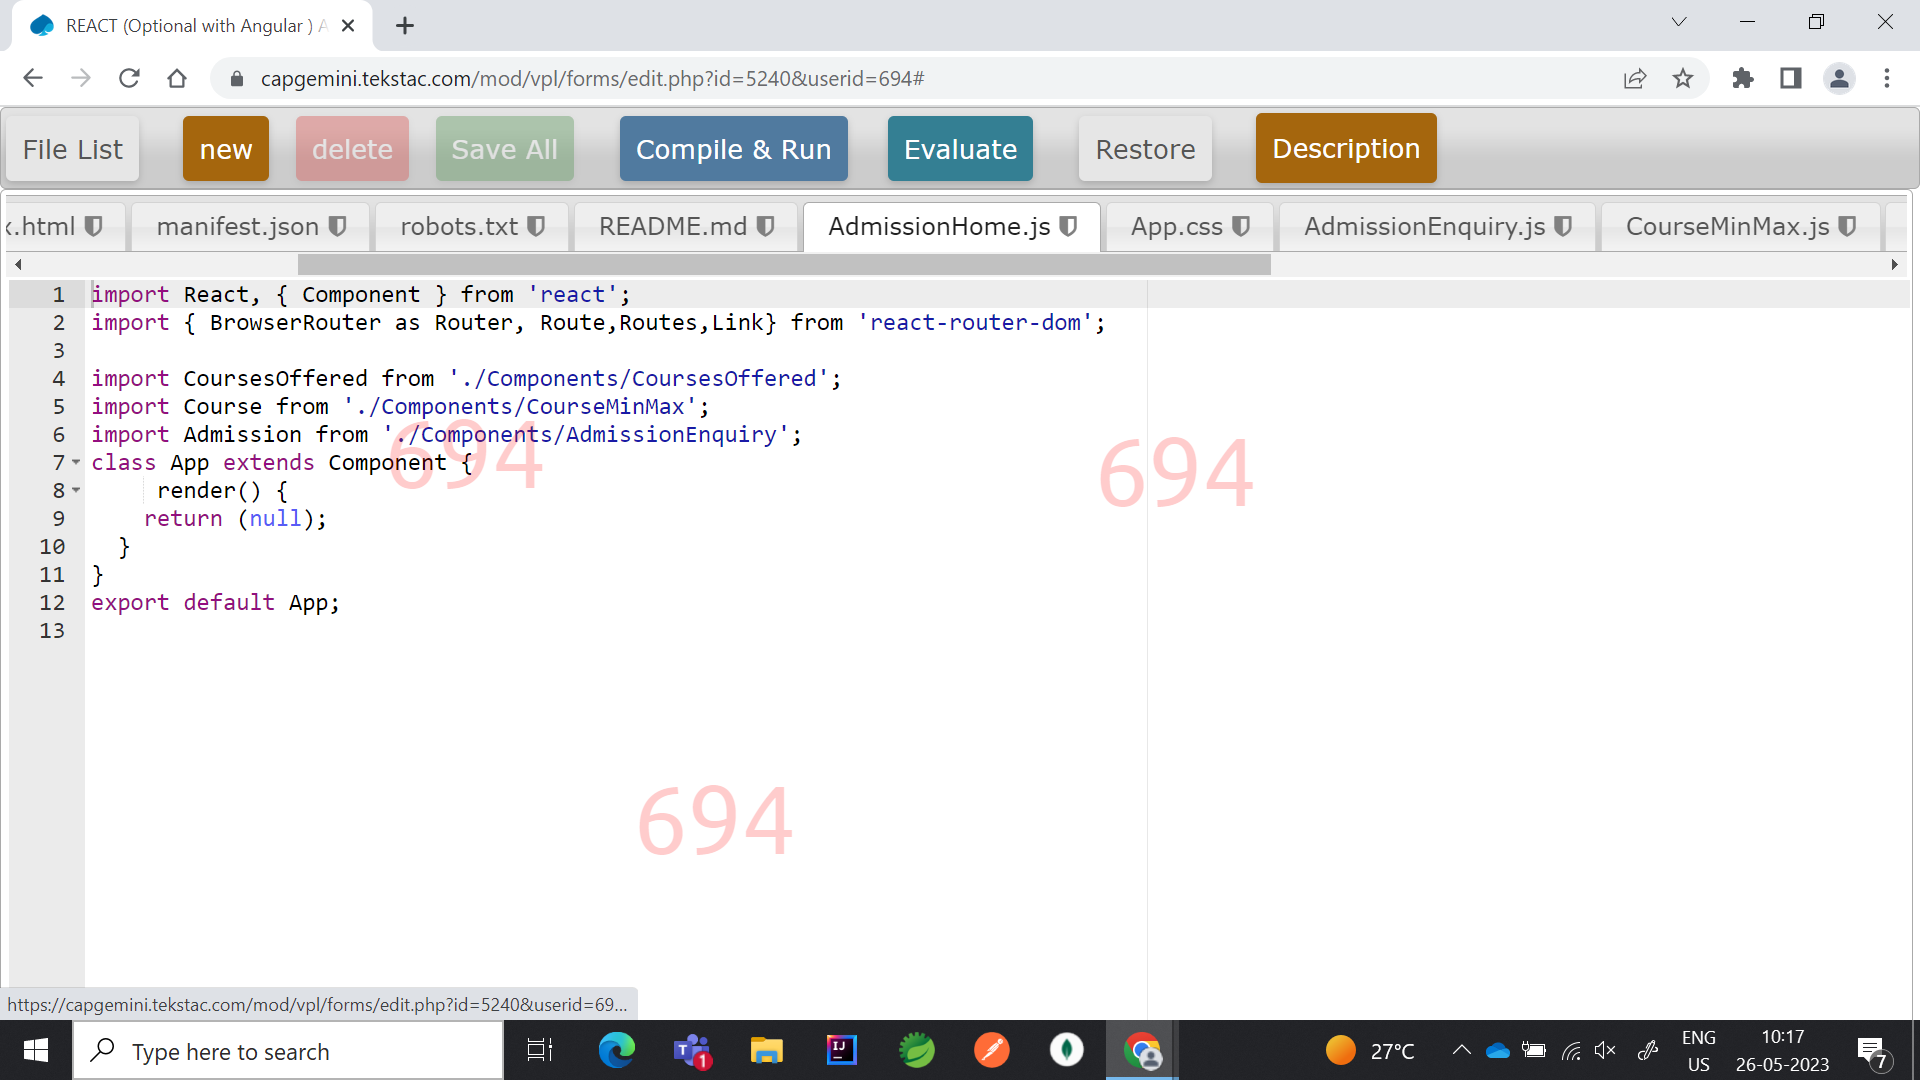 REACT (Optional with Angular ) A
capgemini.tekstac.com/mod/vpl/forms/edit.php?id=5240&userid=694#
File List new delete Save All Compile & Run Evaluate Restore Description
x.html manifest.json robots.txt README.md AdmissionHome.js App.css AdmissionEnquiry.js CourseMinMax.js
1 import React, { Component } from 'react';
2 import { BrowserRouter as Router, Route,Routes,Link} from 'react-router-dom';
3
4 import CoursesOffered from './Components/CoursesOffered';
5 import Course from './Components/CourseMinMax';
6 import Admission from './Components/AdmissionEnquiry';
7 class App extends Component {
8 render() {
9 return (null);
10 }
11 }
12 export default App;
13
694
694
694
https://capgemini.tekstac.com/mod/vpl/forms/edit.php?id=5240&userid=69...
Type here to search
T 1
IJ
27°C
ENG
US
10:17
26-05-2023
7